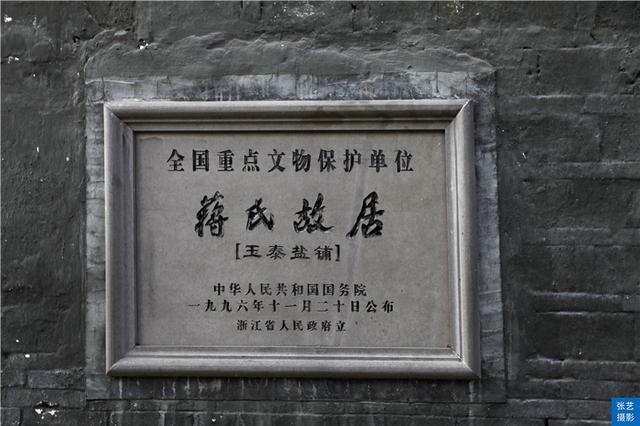 全国重点文物保护单位
蒋氏故居
[王泰盐铺]
中华人民共和国国务院
一九九六年十一月二十日公布
浙江省人民政府立
张艺
摄影